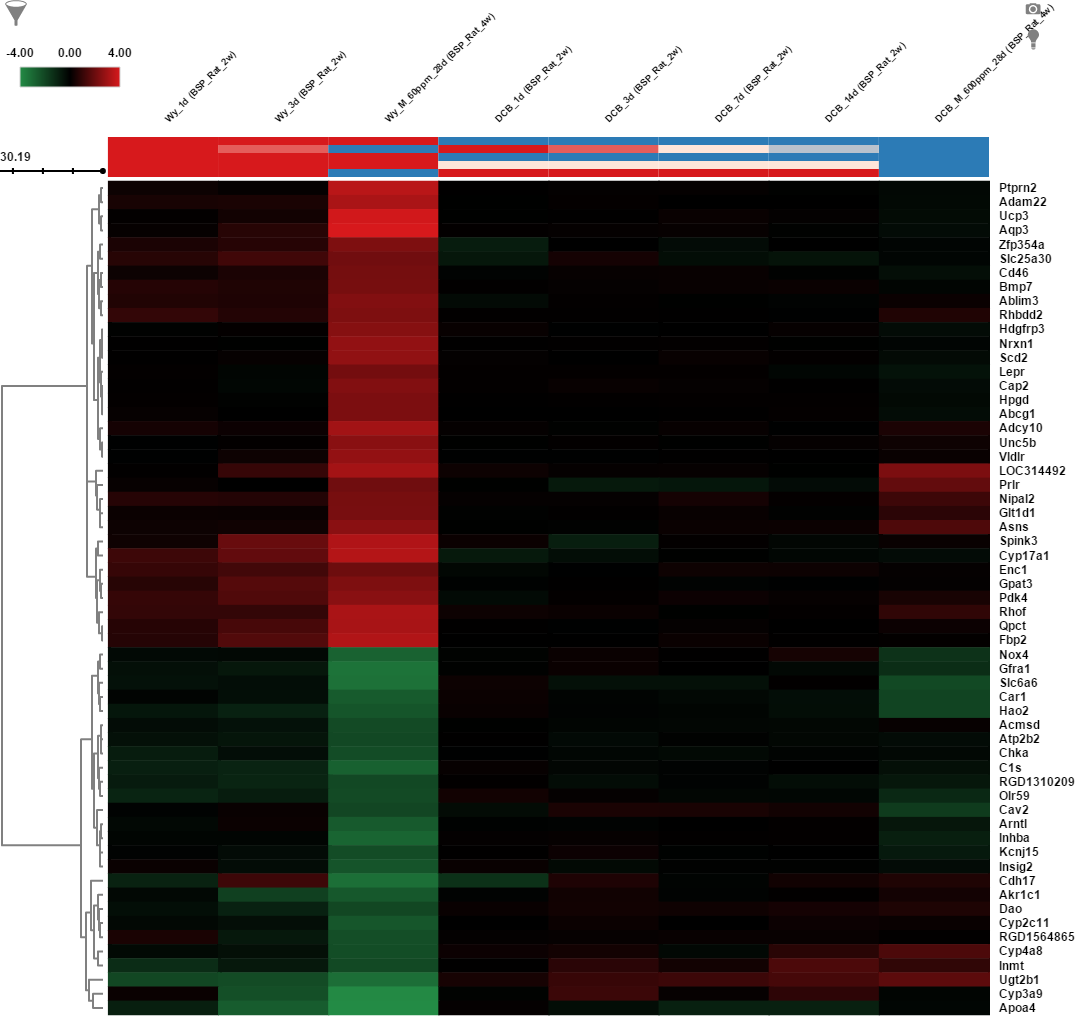 -4.00 0.00 4.00
Wy_1d (BSP_Rat_2w)
Wy_3d (BSP_Rat_2w)
Wy_M_60ppm_28d (BSP_Rat_4w)
DCB_1d (BSP_Rat_2w)
DCB_3d (BSP_Rat_2w)
DCB_7d (BSP_Rat_2w)
DCB_14d (BSP_Rat_2w)
DCB_M_600ppm_28d (BSP_Rat_4w)
30.19
Ptprn2
Adam22
Ucp3
Aqp3
Zfp354a
Slc25a30
Cd46
Bmp7
Ablim3
Rhbdd2
Hdgfrp3
Nrxn1
Scd2
Lepr
Cap2
Hpgd
Abcg1
Adcy10
Unc5b
Vldlr
LOC314492
Prlr
Nipal2
Glt1d1
Asns
Spink3
Cyp17a1
Enc1
Gpat3
Pdk4
Rhof
Qpct
Fbp2
Nox4
Gfra1
Slc6a6
Car1
Hao2
Acmsd
Atp2b2
Chka
C1s
RGD1310209
Olr59
Cav2
Arntl
Inhba
Kcnj15
Insig2
Cdh17
Akr1c1
Dao
Cyp2c11
RGD1564865
Cyp4a8
Inmt
Ugt2b1
Cyp3a9
Apoa4